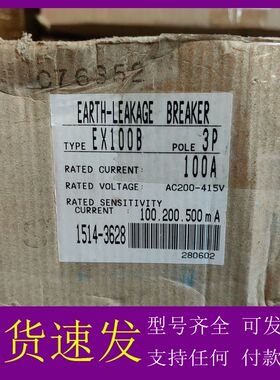 C76352
EARTH-LEAKAGE BREAKER
TYPE EX100B POLE 3P
RATED CURRENT: 100A
RATED VOLTAGE: AC200-415V
RATED SENSITIVITY
CURRENT : 100.200.500mA
1514-3628
280602
货速发
型号齐全 可发
支持任何 付款